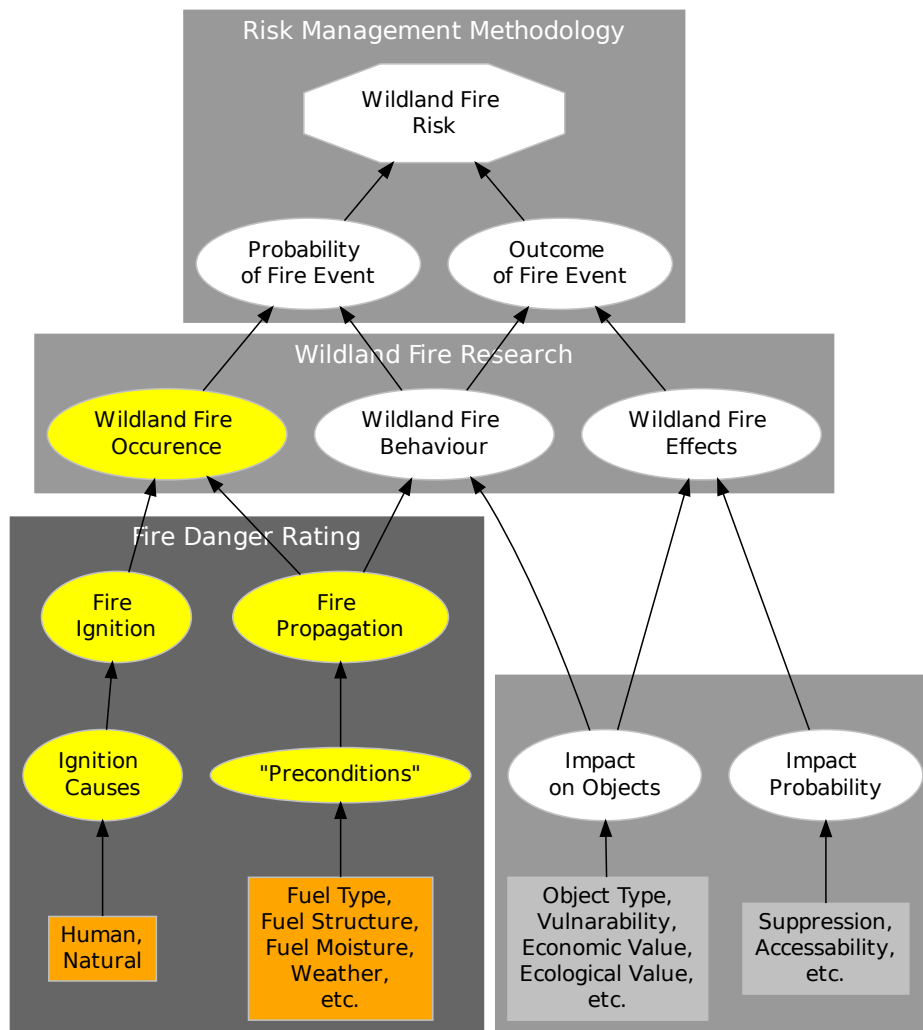 Risk Management Methodology
Wildland Fire
Risk
Probability
of Fire Event
Outcome
of Fire Event
Wildland Fire Research
Wildland Fire
Occurence
Wildland Fire
Behaviour
Wildland Fire
Effects
Fire Danger Rating
Fire
Ignition
Fire
Propagation
Ignition
Causes
"Preconditions"
Impact
on Objects
Impact
Probability
Human,
Natural
Fuel Type,
Fuel Structure,
Fuel Moisture,
Weather,
etc.
Object Type,
Vulnarability,
Economic Value,
Ecological Value,
etc.
Suppression,
Accessability,
etc.